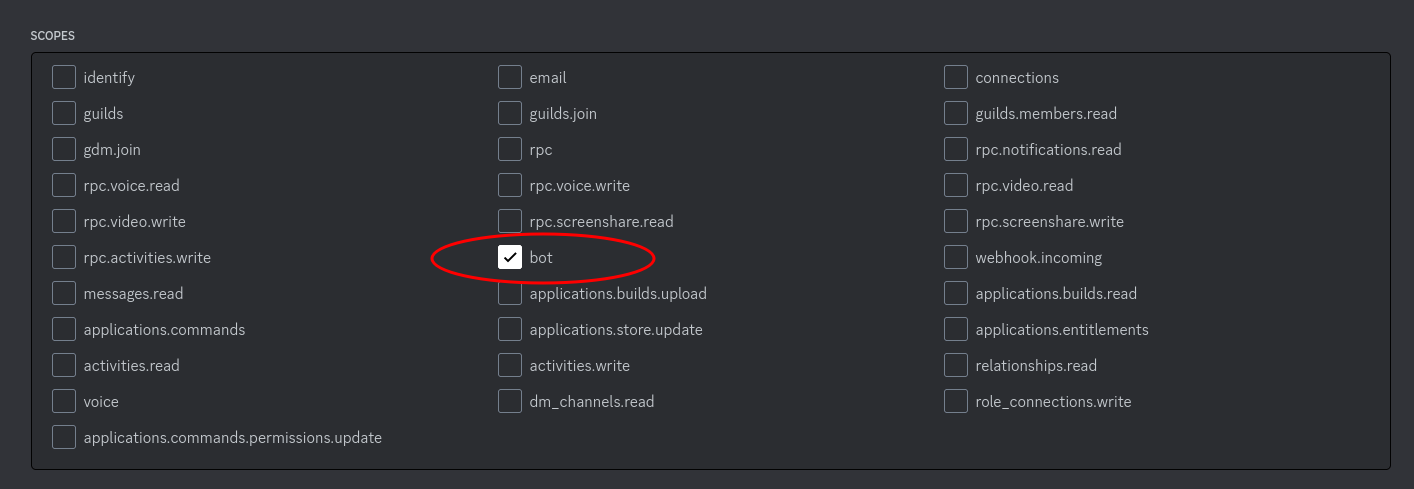 SCOPES
identify email connections
guilds guilds.join guilds.members.read
gdm.join rpc rpc.notifications.read
rpc.voice.read rpc.voice.write rpc.video.read
rpc.video.write rpc.screenshare.read rpc.screenshare.write
rpc.activities.write bot webhook.incoming
messages.read applications.builds.upload applications.builds.read
applications.commands applications.store.update applications.entitlements
activities.read activities.write relationships.read
voice dm_channels.read role_connections.write
applications.commands.permissions.update